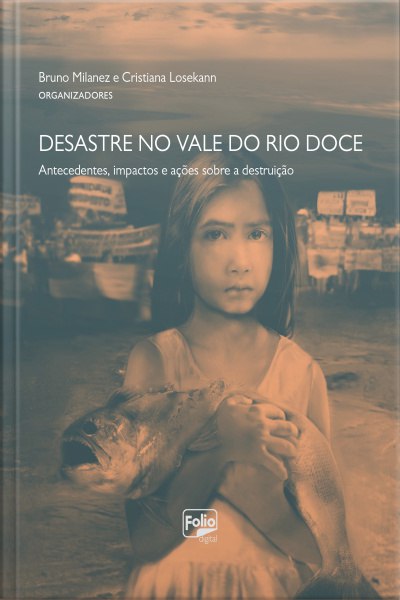 Bruno Milanez e Cristiana Losekann
ORGANIZADORES
DESASTRE NO VALE DO RIO DOCE
Antecedentes, impactos e ações sobre a destruição
Folio
digital